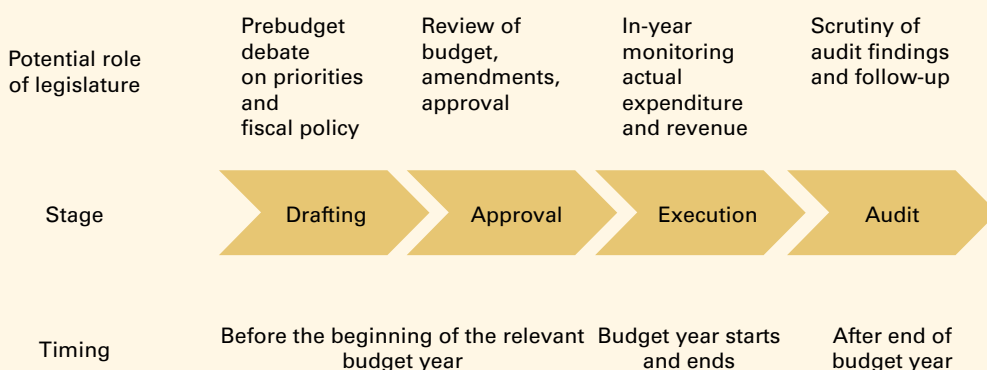 Potential role
of legislature
Prebudget
debate
on priorities
and
fiscal policy
Review of
budget,
amendments,
approval
In-year
monitoring
actual
expenditure
and revenue
Scrutiny of
audit findings
and follow-up
Stage
Drafting
Approval
Execution
Audit
Timing
Before the beginning of the relevant
budget year
Budget year starts
and ends
After end of
budget year